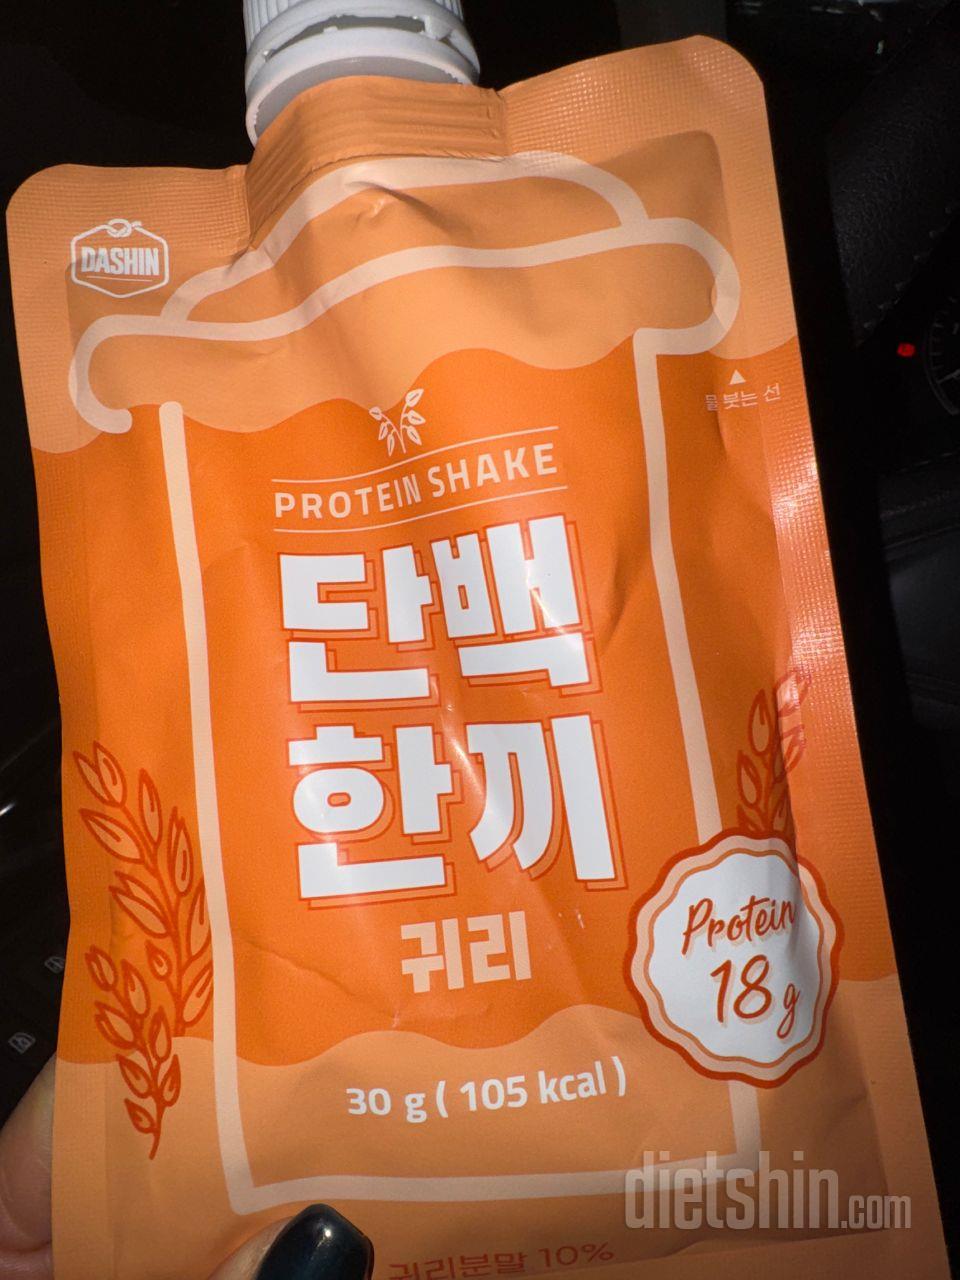 DASHIN
물 붓는 선
PROTEIN SHAKE
단백
한끼
귀리
Protein
18g
30 g ( 105 kcal )
귀리분말 10%
dietshin.com